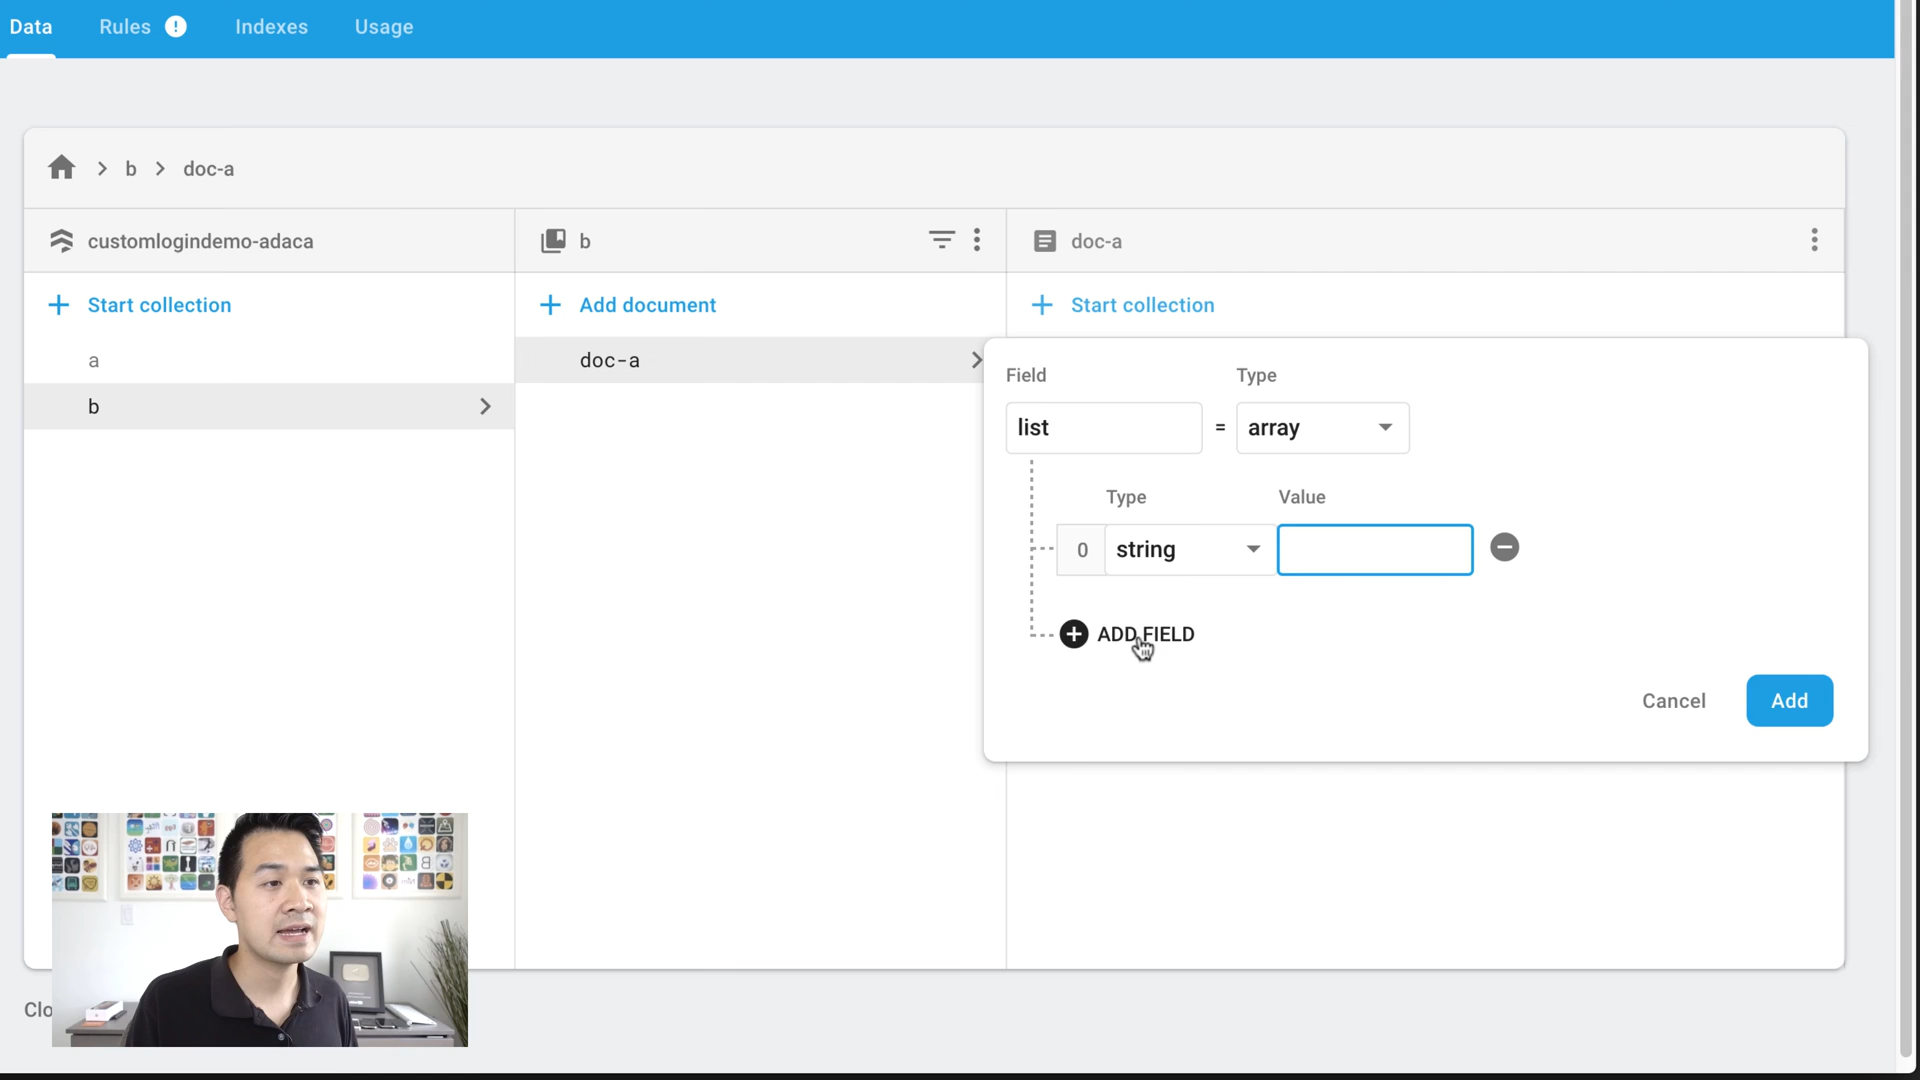 Data Rules ! Indexes Usage
b doc-a
customlogindemo-adaca b doc-a
Start collection Add document Start collection
a doc-a
b
Field Type
list = array
Type Value
0 string
ADD FIELD
Cancel Add
Clo